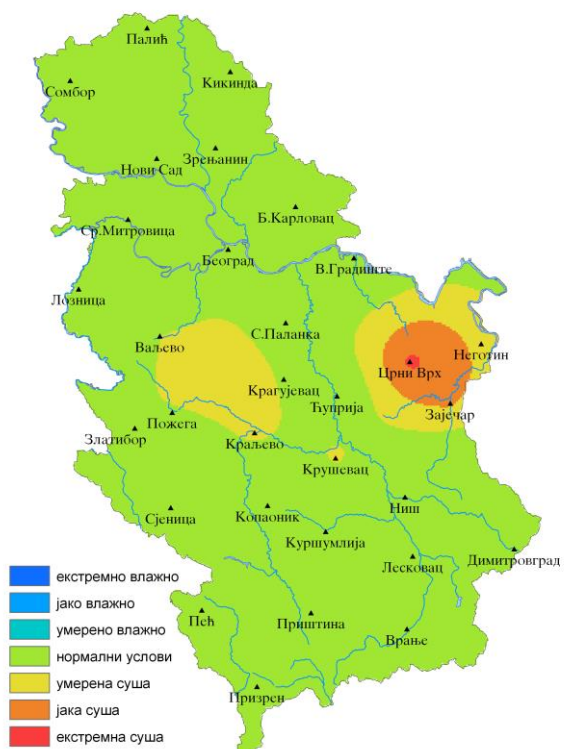 Палић
Кикинда
Сомбор
Зрењанин
Нови Сад
Б.Карловац
Ср.Митровица
Београд
В.Градиште
Лозница
С.Паланка
Ваљево
Неготин
Црни Врх
Крагујевац
Ћуприја
Зајечар
Пожега
Златибор
Краљево
Крушевац
Ниш
Сјеница
Копаоник
Куршумлија
Димитровград
Лесковац
екстремно влажно
јако влажно
умерено влажно
нормални услови
умерена суша
јака суша
екстремна суша
Пећ
Приштина
Врање
Призрен